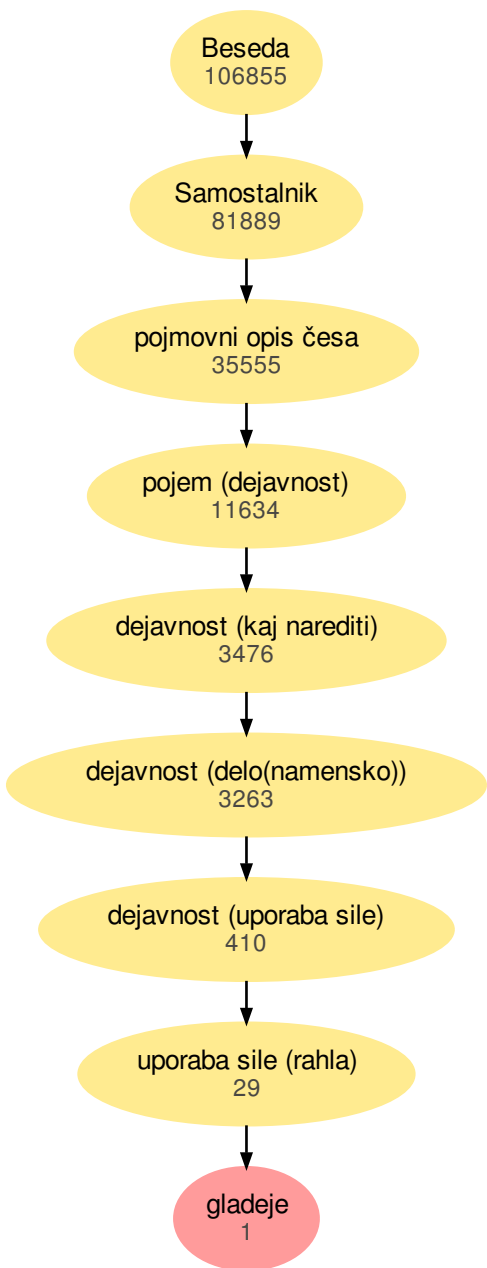 Beseda
106855
Samostalnik
81889
pojmovni opis česa
35555
pojem (dejavnost)
11634
dejavnost (kaj narediti)
3476
dejavnost (delo(namensko))
3263
dejavnost (uporaba sile)
410
uporaba sile (rahla)
29
gladeje
1